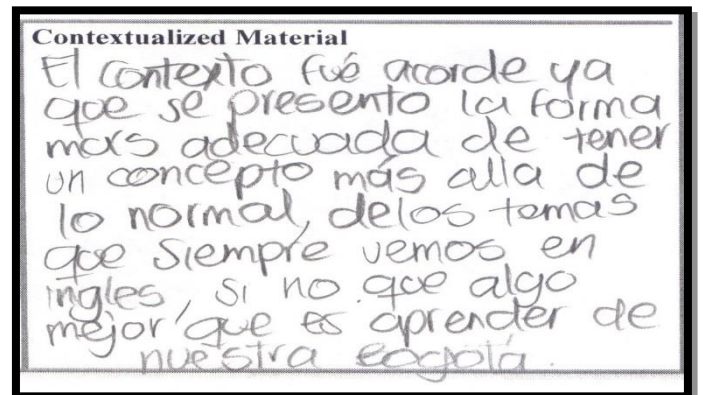 Contextualized Material
El contexto fué acorde ya
que se presento la forma
mas adecuada de tener
un concepto más alla de
lo normal, delos temas
que siempre vemos en
ingles, si no que algo
mejor que es aprender de
nuestra Bogotá.